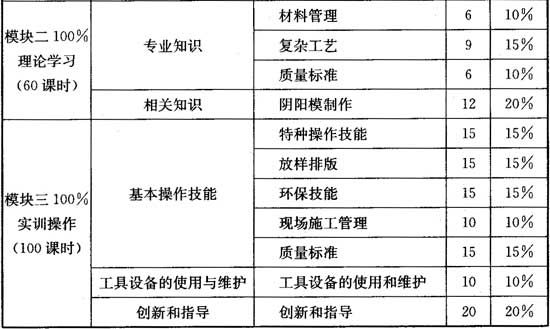 模块二 100%
理论学习
（60 课时）
专业知识
材料管理 6 10%
复杂工艺 9 15%
质量标准 6 10%
相关知识 阴阳模制作 12 20%
模块三 100%
实训操作
（100 课时）
基本操作技能
特种操作技能 15 15%
放样排版 15 15%
环保技能 15 15%
现场施工管理 10 10%
质量标准 15 15%
工具设备的使用与维护 工具设备的使用和维护 10 10%
创新和指导 创新和指导 20 20%